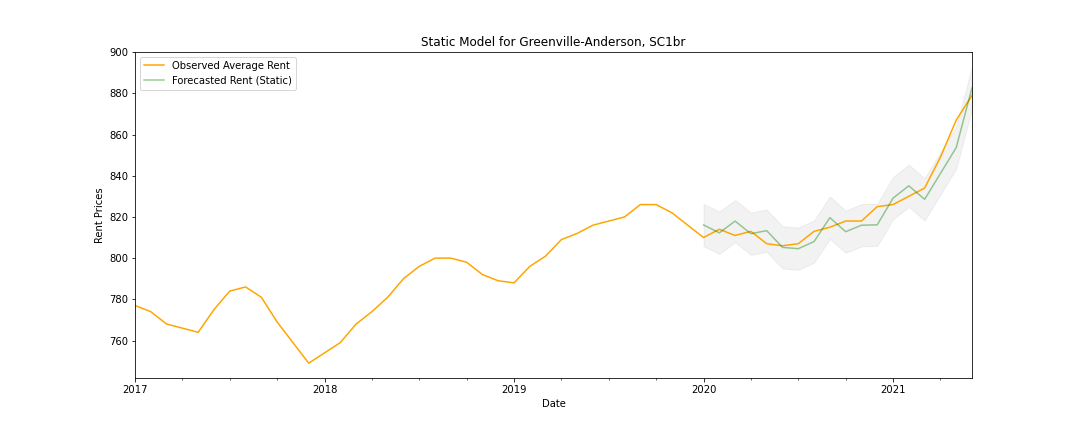 Static Model for Greenville-Anderson, SC1br
900
880
860
840
820
800
780
760
Rent Prices
Observed Average Rent
Forecasted Rent (Static)
2017
2018
2019
2020
2021
Date